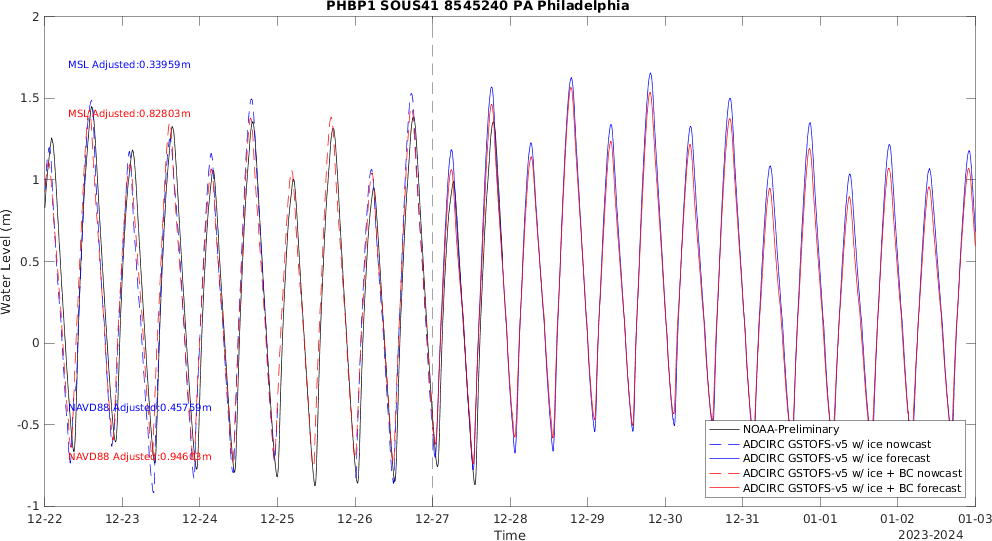 PHBP1 SOUS41 8545240 PA Philadelphia
2
1.5
1
0.5
0
-0.5
-1
Water Level (m)
MSL Adjusted:0.33959m
MSL Adjusted:0.82803m
NAVD88 Adjusted:0.45759m
NAVD88 Adjusted:0.94603m
NOAA-Preliminary
ADCIRC GSTOFS-v5 w/ ice nowcast
ADCIRC GSTOFS-v5 w/ ice forecast
ADCIRC GSTOFS-v5 w/ ice + BC nowcast
ADCIRC GSTOFS-v5 w/ ice + BC forecast
12-22 12-23 12-24 12-25 12-26 12-27 12-28 12-29 12-30 12-31 01-01 01-02 01-03
Time
2023-2024